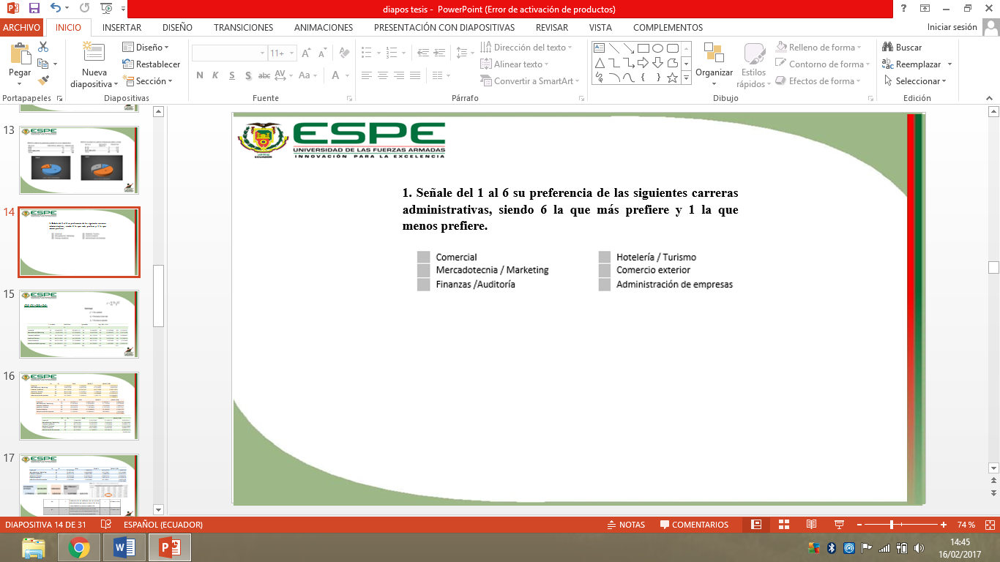 diapos tesis - PowerPoint (Error de activación de productos)
ARCHIVO INICIO INSERTAR DISEÑO TRANSICIONES ANIMACIONES PRESENTACIÓN CON DIAPOSITIVAS REVISAR VISTA COMPLEMENTOS Iniciar sesión
Pegar
Portapapeles
Nueva diapositiva
Diseño
Restablecer
Sección
Diapositivas
11+
N K S S abc AV Aa A
Fuente
Dirección del texto
Alinear texto
Convertir a SmartArt
Párrafo
Organizar
Estilos rápidos
Relleno de forma
Contorno de forma
Efectos de forma
Dibujo
Buscar
Reemplazar
Seleccionar
Edición
13
14
15
16
17
ESPE
UNIVERSIDAD DE LAS FUERZAS ARMADAS
INNOVACIÓN PARA LA EXCELENCIA
ECUADOR
1. Señale del 1 al 6 su preferencia de las siguientes carreras
administrativas, siendo 6 la que más prefiere y 1 la que
menos prefiere.
Comercial
Mercadotecnia / Marketing
Finanzas /Auditoría
Hotelería / Turismo
Comercio exterior
Administración de empresas
DIAPOSITIVA 14 DE 31 ESPAÑOL (ECUADOR) NOTAS COMENTARIOS 74 %
14:45
16/02/2017